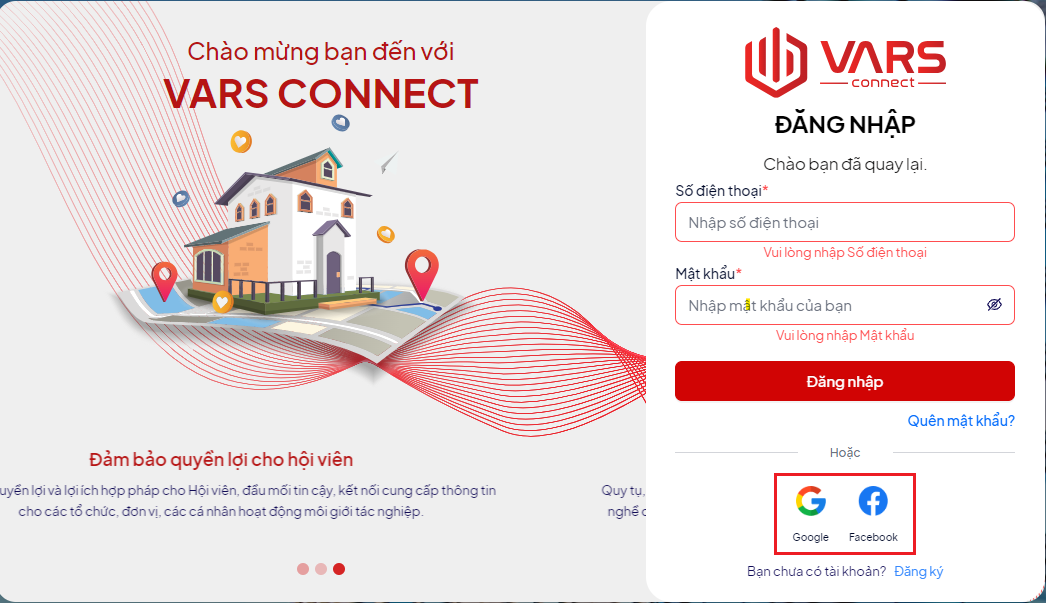 Chào mừng bạn đến với
VARS CONNECT
Đảm bảo quyền lợi cho hội viên
lợi và lợi ích hợp pháp cho Hội viên, đầu mối tin cậy, kết nối cung cấp thông tin
cho các tổ chức, đơn vị, các cá nhân hoạt động môi giới tác nghiệp.
Quy tụ,
nghề
VARS
connect
ĐĂNG NHẬP
Chào bạn đã quay lại.
Số điện thoại*
Nhập số điện thoại
Vui lòng nhập Số điện thoại
Mật khẩu*
Nhập mật khẩu của bạn
Vui lòng nhập Mật khẩu
Đăng nhập
Quên mật khẩu?
Hoặc
Google
Facebook
Bạn chưa có tài khoản? Đăng ký